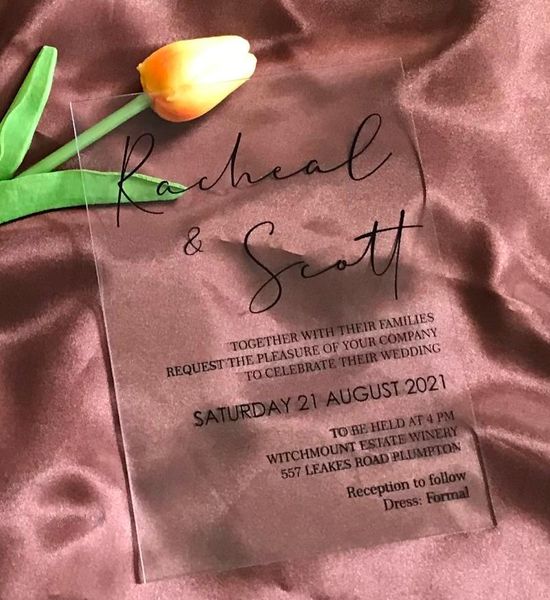 Racheal
&
Scott
TOGETHER WITH THEIR FAMILIES
REQUEST THE PLEASURE OF YOUR COMPANY
TO CELEBRATE THEIR WEDDING
SATURDAY 21 AUGUST 2021
TO BE HELD AT 4 PM
WITCHMOUNT ESTATE WINERY
557 LEAKES ROAD PLUMPTON
Reception to follow
Dress: Formal